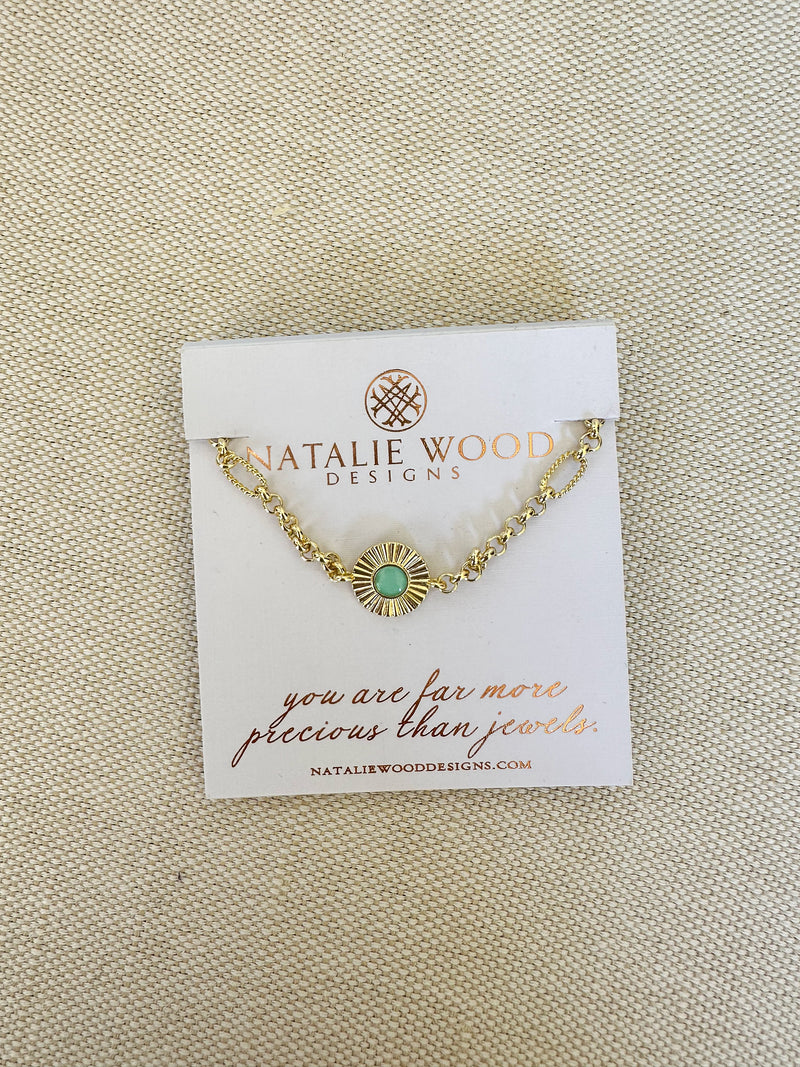 NATALIE WOOD
DESIGNS
you are far more
precious than jewels.
NATALIEWOODDESIGNS.COM